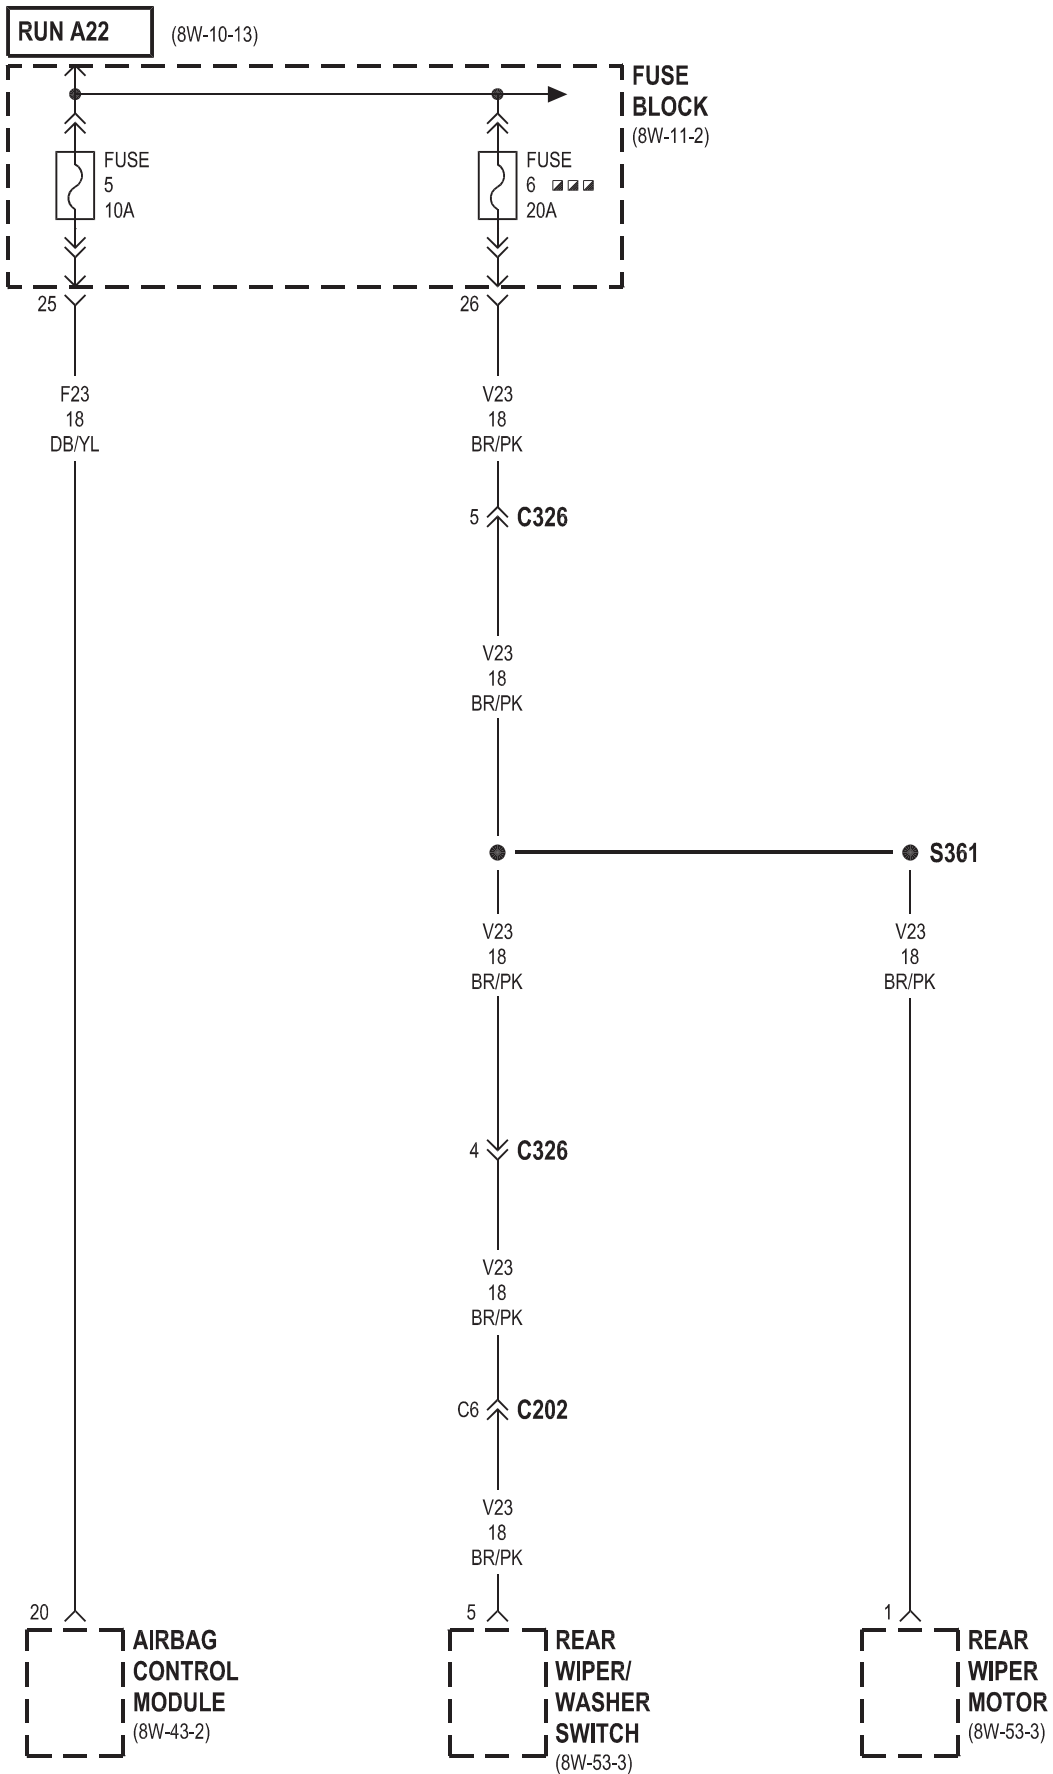 RUN A22
(8W-10-13)
FUSE
BLOCK
(8W-11-2)
FUSE
5
10A
FUSE
6
20A
25
26
F23
18
DB/YL
V23
18
BR/PK
5
C326
V23
18
BR/PK
S361
V23
18
BR/PK
V23
18
BR/PK
4
C326
V23
18
BR/PK
C6
C202
V23
18
BR/PK
20
AIRBAG
CONTROL
MODULE
(8W-43-2)
5
REAR
WIPER/
WASHER
SWITCH
(8W-53-3)
1
REAR
WIPER
MOTOR
(8W-53-3)